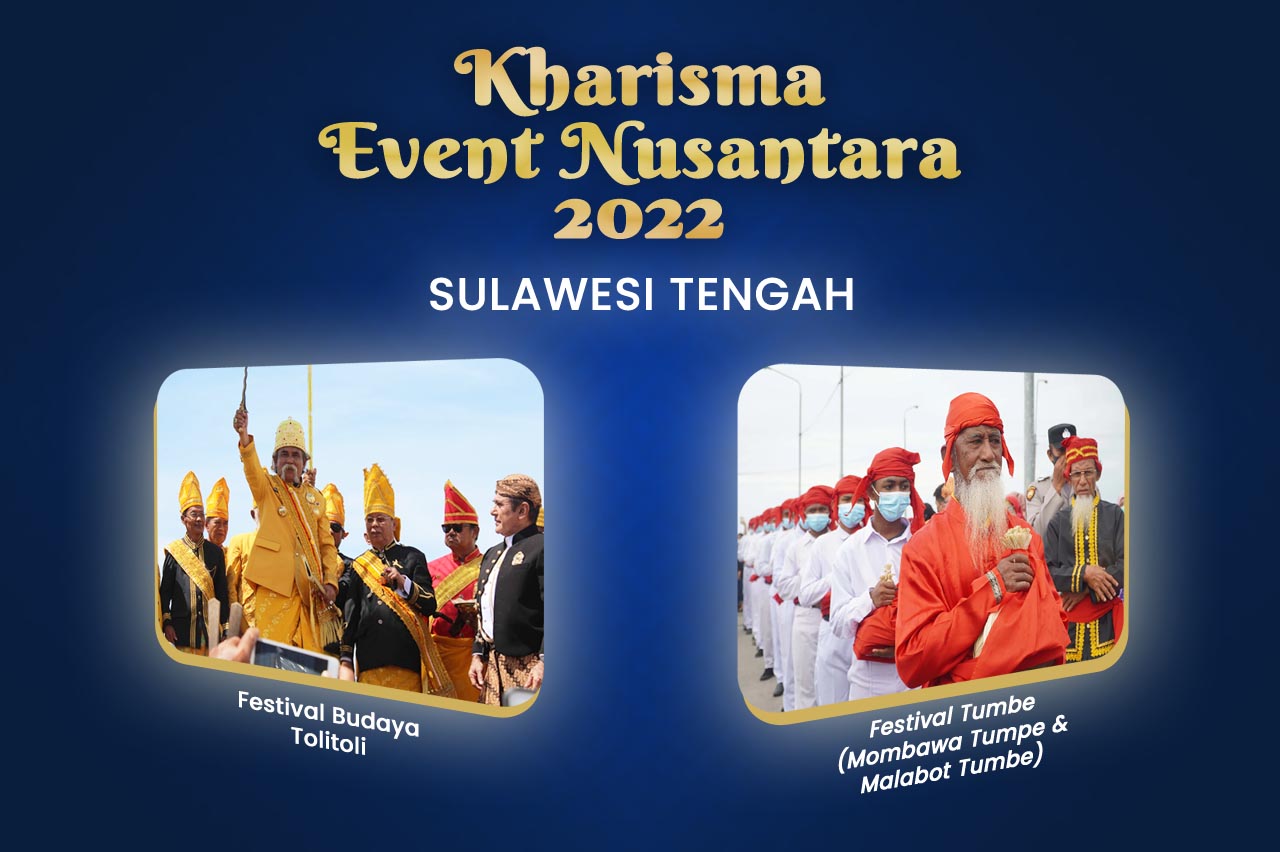 Kharisma
Event Nusantara
2022
SULAWESI TENGAH
Festival Budaya
Tolitoli
Festival Tumbe
(Mombawa Tumpe &
Malabot Tumbe)